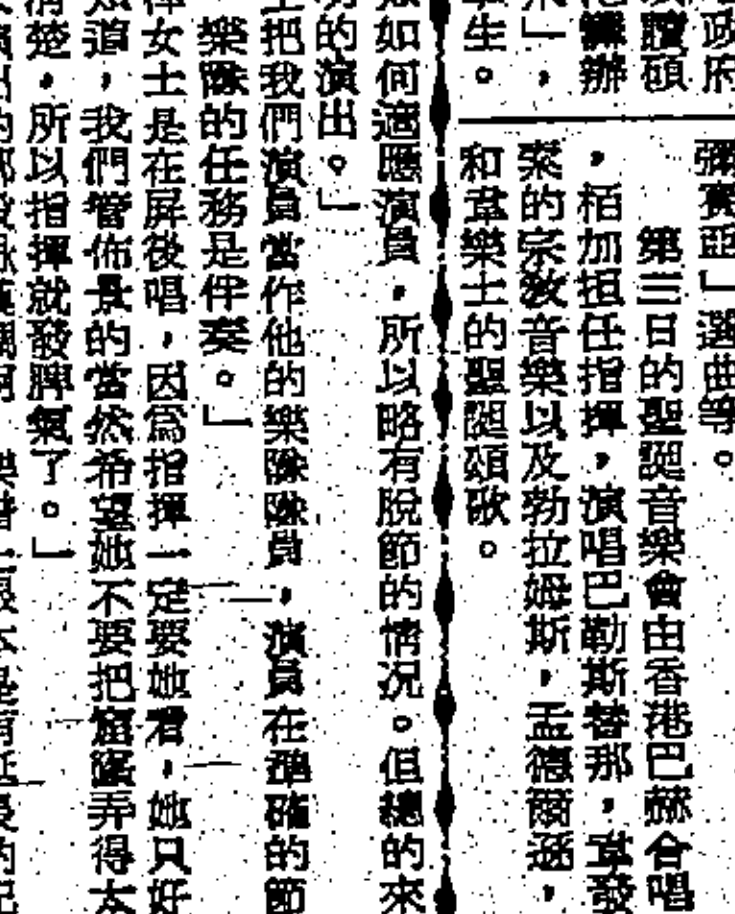 政府
頓
辦
」，
生。
彌賽亞」選曲等。
第三日的聖誕音樂會由香港巴赫合唱
，栢加担任指揮，演唱巴勒斯替那，韋發
的宗教音樂以及勃拉姆斯，孟德爾遜，
和韋樂士的聖誕頌歌。
如何適應演員，所以略有脫節的情況。但總的來
的演出。」
把我們演員當作他的樂隊隊員，演員在準確的節
樂隊的任務是伴奏。」
女士是在屏後唱，因爲指揮一定要她看，她只好
道，我們管佈景的當然希望她不要把窗簾弄得太
清楚，所以指揮就發脾氣了。」